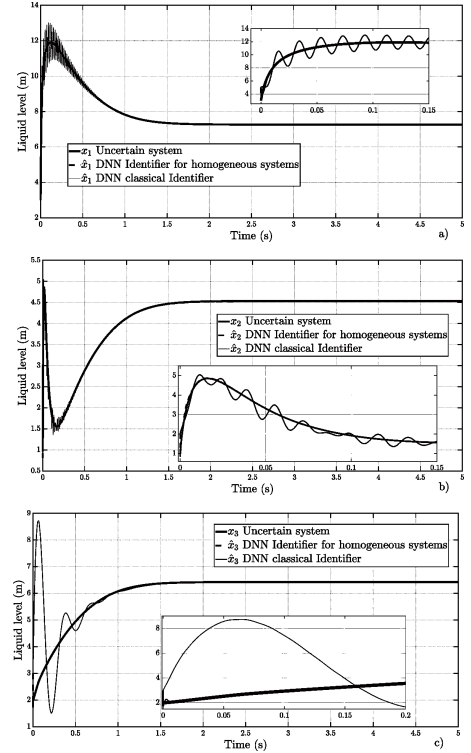 14
12
10
8
6
4
2
0 0.5 1 1.5 2 2.5 3 3.5 4 4.5 5
Liquid level (m)
Time (s)
a)
14
12
10
8
6
4
0 0.05 0.1 0.15
x₁ Uncertain system
x̂₁ DNN Identifier for homogeneous systems
x̂₁ DNN classical Identifier
5.5
5
4.5
4
3.5
3
2.5
2
1.5
1
0.5
0 0.5 1 1.5 2 2.5 3 3.5 4 4.5 5
Liquid level (m)
Time (s)
b)
x₂ Uncertain system
x̂₂ DNN Identifier for homogeneous systems
x̂₂ DNN classical Identifier
5
4
3
2
1
0 0.05 0.1 0.15
9
8
7
6
5
4
3
2
1
0 0.5 1 1.5 2 2.5 3 3.5 4 4.5 5
Liquid level (m)
Time (s)
c)
x₃ Uncertain system
x̂₃ DNN Identifier for homogeneous systems
x̂₃ DNN classical Identifier
8
6
4
2
0 0.05 0.1 0.15 0.2